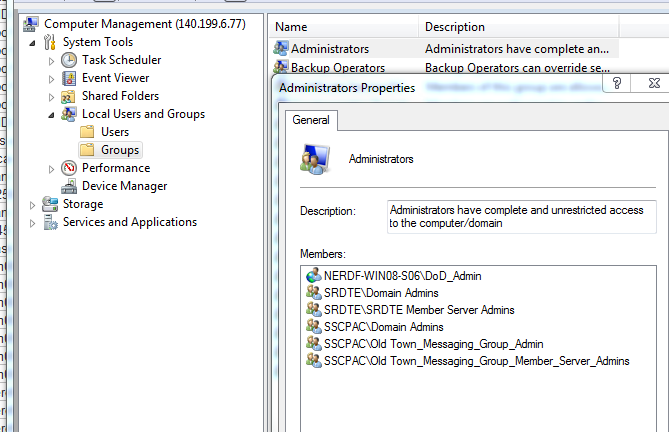 Computer Management (140.199.6.77)
System Tools
Task Scheduler
Event Viewer
Shared Folders
Local Users and Groups
Users
Groups
Performance
Device Manager
Storage
Services and Applications
Name Description
Administrators Administrators have complete an...
Backup Operators Backup Operators can override se...
Administrators Properties
General
Administrators
Description: Administrators have complete and unrestricted access
to the computer/domain
Members:
NERDF-WIN08-S06\DoD_Admin
SRDTE\Domain Admins
SRDTE\SRDTE Member Server Admins
SSCPAC\Domain Admins
SSCPAC\Old Town_Messaging_Group_Admin
SSCPAC\Old Town_Messaging_Group_Member_Server_Admins